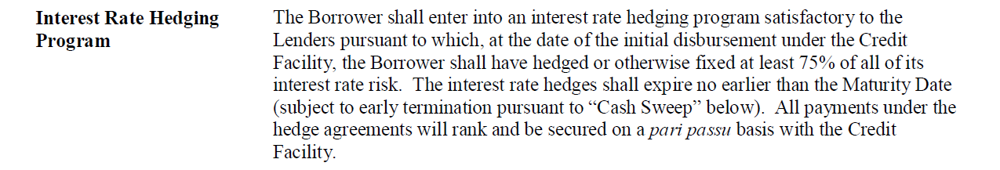 Interest Rate Hedging Program
The Borrower shall enter into an interest rate hedging program satisfactory to the
Lenders pursuant to which, at the date of the initial disbursement under the Credit
Facility, the Borrower shall have hedged or otherwise fixed at least 75% of all of its
interest rate risk.  The interest rate hedges shall expire no earlier than the Maturity Date
(subject to early termination pursuant to “Cash Sweep” below).  All payments under the
hedge agreements will rank and be secured on a pari passu basis with the Credit
Facility.